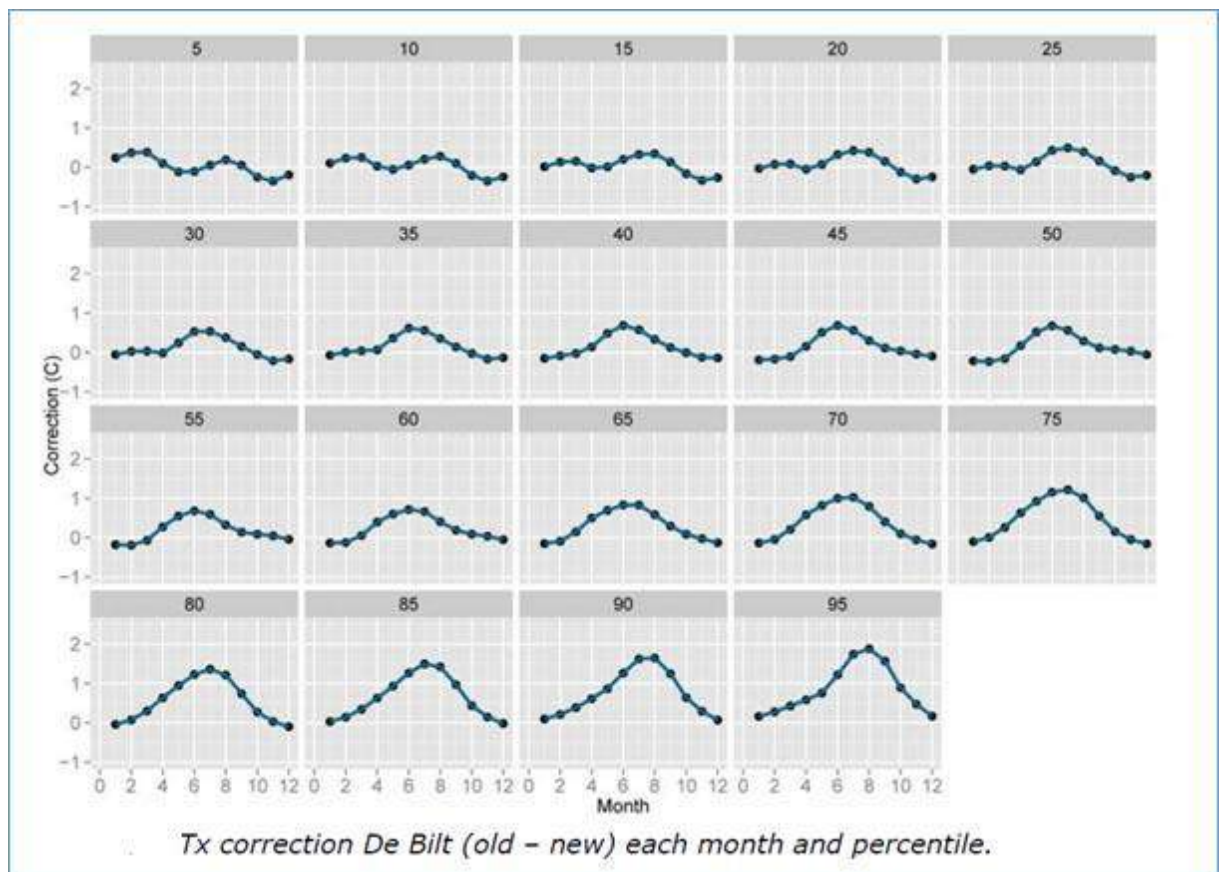 5 10 15 20 25
2
1
0
−1
30 35 40 45 50
2
1
0
−1
Correction (C)
55 60 65 70 75
2
1
0
−1
80 85 90 95
2
1
0
−1
0 2 4 6 8 10 12 0 2 4 6 8 10 12 0 2 4 6 8 10 12 0 2 4 6 8 10 12
Month
Tx correction De Bilt (old – new) each month and percentile.